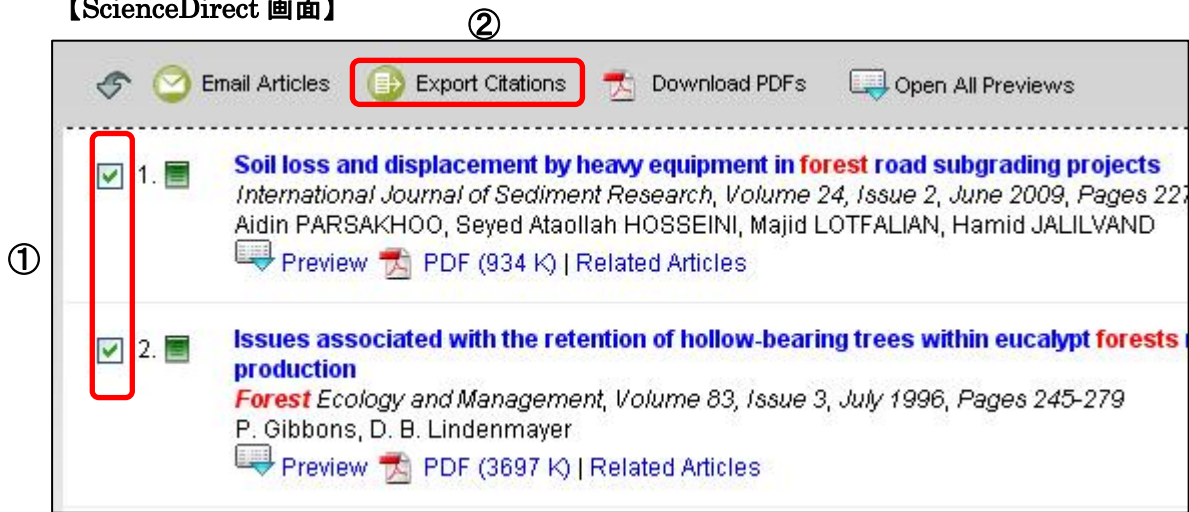 【ScienceDirect 画面】
②
Email Articles Export Citations Download PDFs Open All Previews
①
1. Soil loss and displacement by heavy equipment in forest road subgrading projects
International Journal of Sediment Research, Volume 24, Issue 2, June 2009, Pages 227
Aidin PARSAKHOO, Seyed Ataollah HOSSEINI, Majid LOTFALIAN, Hamid JALILVAND
Preview PDF (934 K) | Related Articles
2. Issues associated with the retention of hollow-bearing trees within eucalypt forests
production
Forest Ecology and Management, Volume 83, Issue 3, July 1996, Pages 245-279
P. Gibbons, D. B. Lindenmayer
Preview PDF (3697 K) | Related Articles